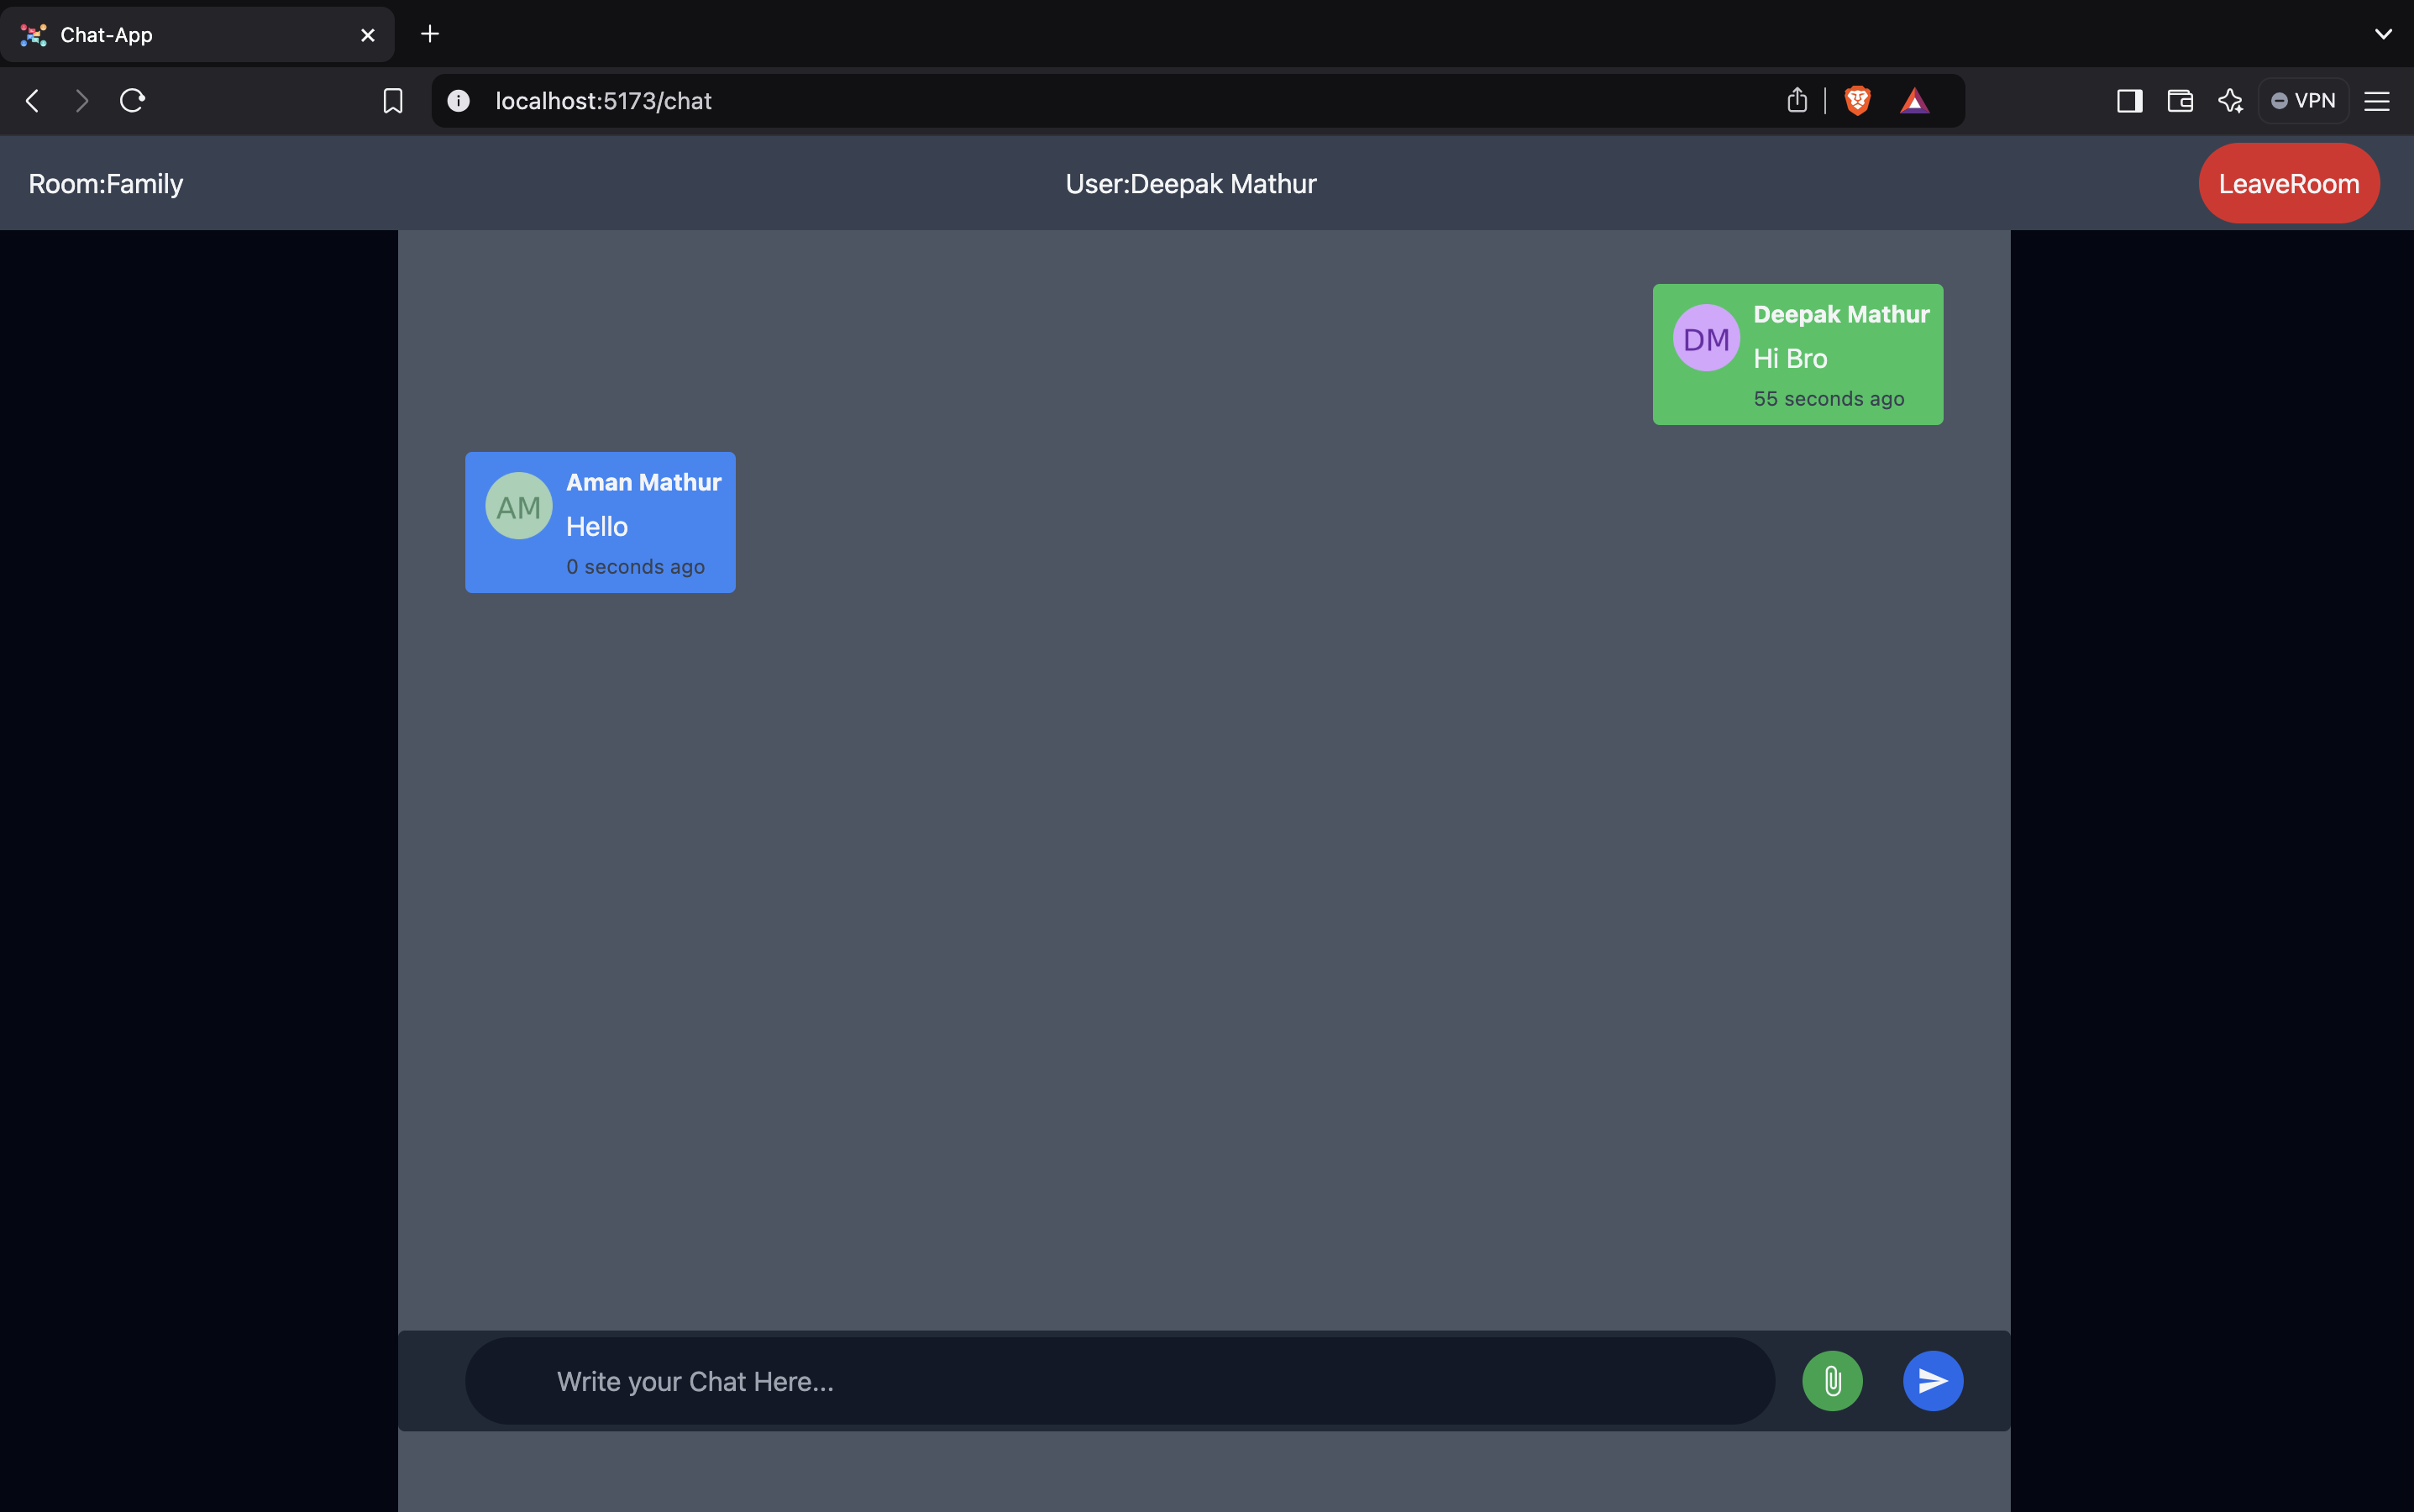 Chat-App
localhost:5173/chat
VPN
Room:Family
User:Deepak Mathur
LeaveRoom
DM
Deepak Mathur
Hi Bro
55 seconds ago
AM
Aman Mathur
Hello
0 seconds ago
Write your Chat Here...